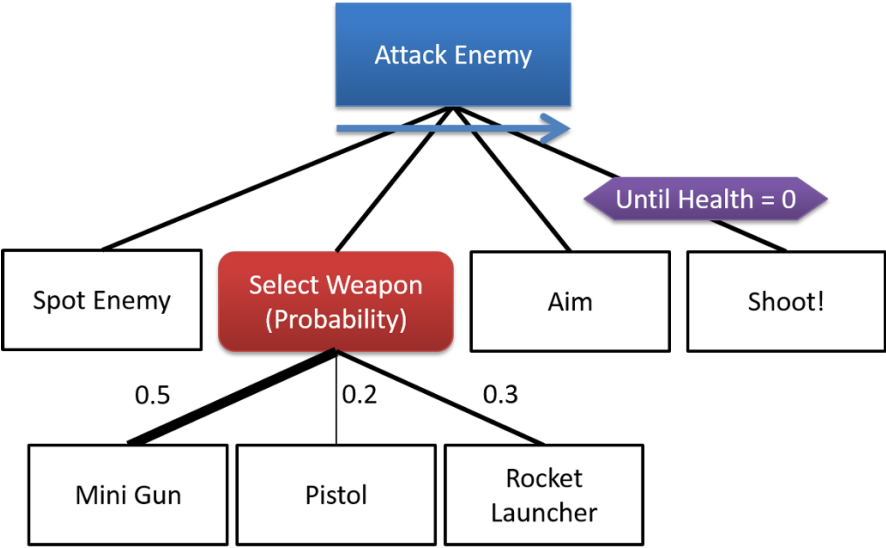 Attack Enemy
Until Health = 0
Spot Enemy
Select Weapon
(Probability)
Aim
Shoot!
0.5
0.2
0.3
Mini Gun
Pistol
Rocket
Launcher